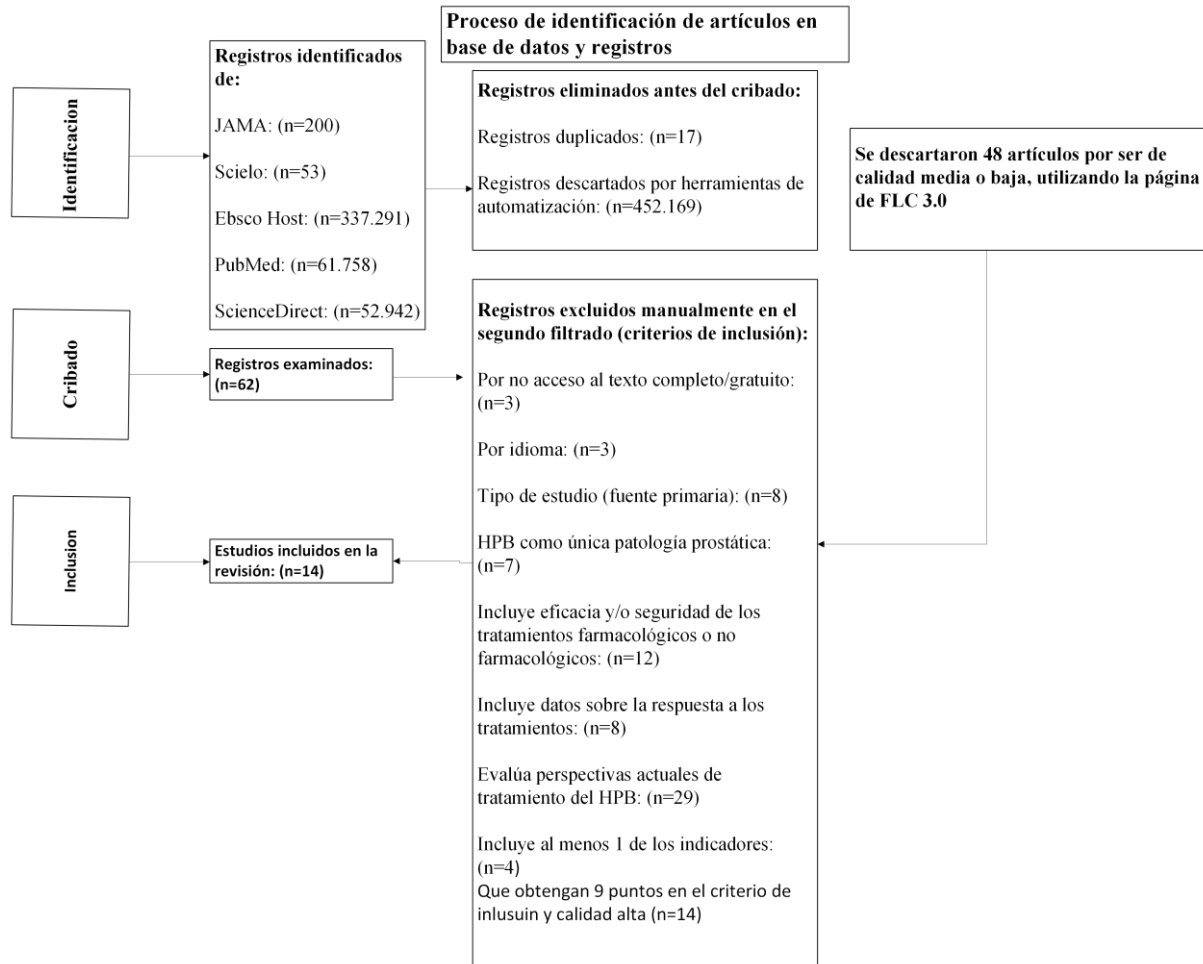 Proceso de identificación de artículos en
base de datos y registros
Identificacion
Registros identificados
de:
JAMA: (n=200)
Scielo: (n=53)
Ebsco Host: (n=337.291)
PubMed: (n=61.758)
ScienceDirect: (n=52.942)
Registros eliminados antes del cribado:
Registros duplicados: (n=17)
Registros descartados por herramientas de
automatización: (n=452.169)
Se descartaron 48 artículos por ser de
calidad media o baja, utilizando la página
de FLC 3.0
Cribado
Registros examinados:
(n=62)
Registros excluidos manualmente en el
segundo filtrado (criterios de inclusión):
Por no acceso al texto completo/gratuito:
(n=3)
Por idioma: (n=3)
Tipo de estudio (fuente primaria): (n=8)
HPB como única patología prostática:
(n=7)
Incluye eficacia y/o seguridad de los
tratamientos farmacológicos o no
farmacológicos: (n=12)
Incluye datos sobre la respuesta a los
tratamientos: (n=8)
Evalúa perspectivas actuales de
tratamiento del HPB: (n=29)
Incluye al menos 1 de los indicadores:
(n=4)
Que obtengan 9 puntos en el criterio de
inlusuin y calidad alta (n=14)
Inclusion
Estudios incluidos en la
revisión: (n=14)